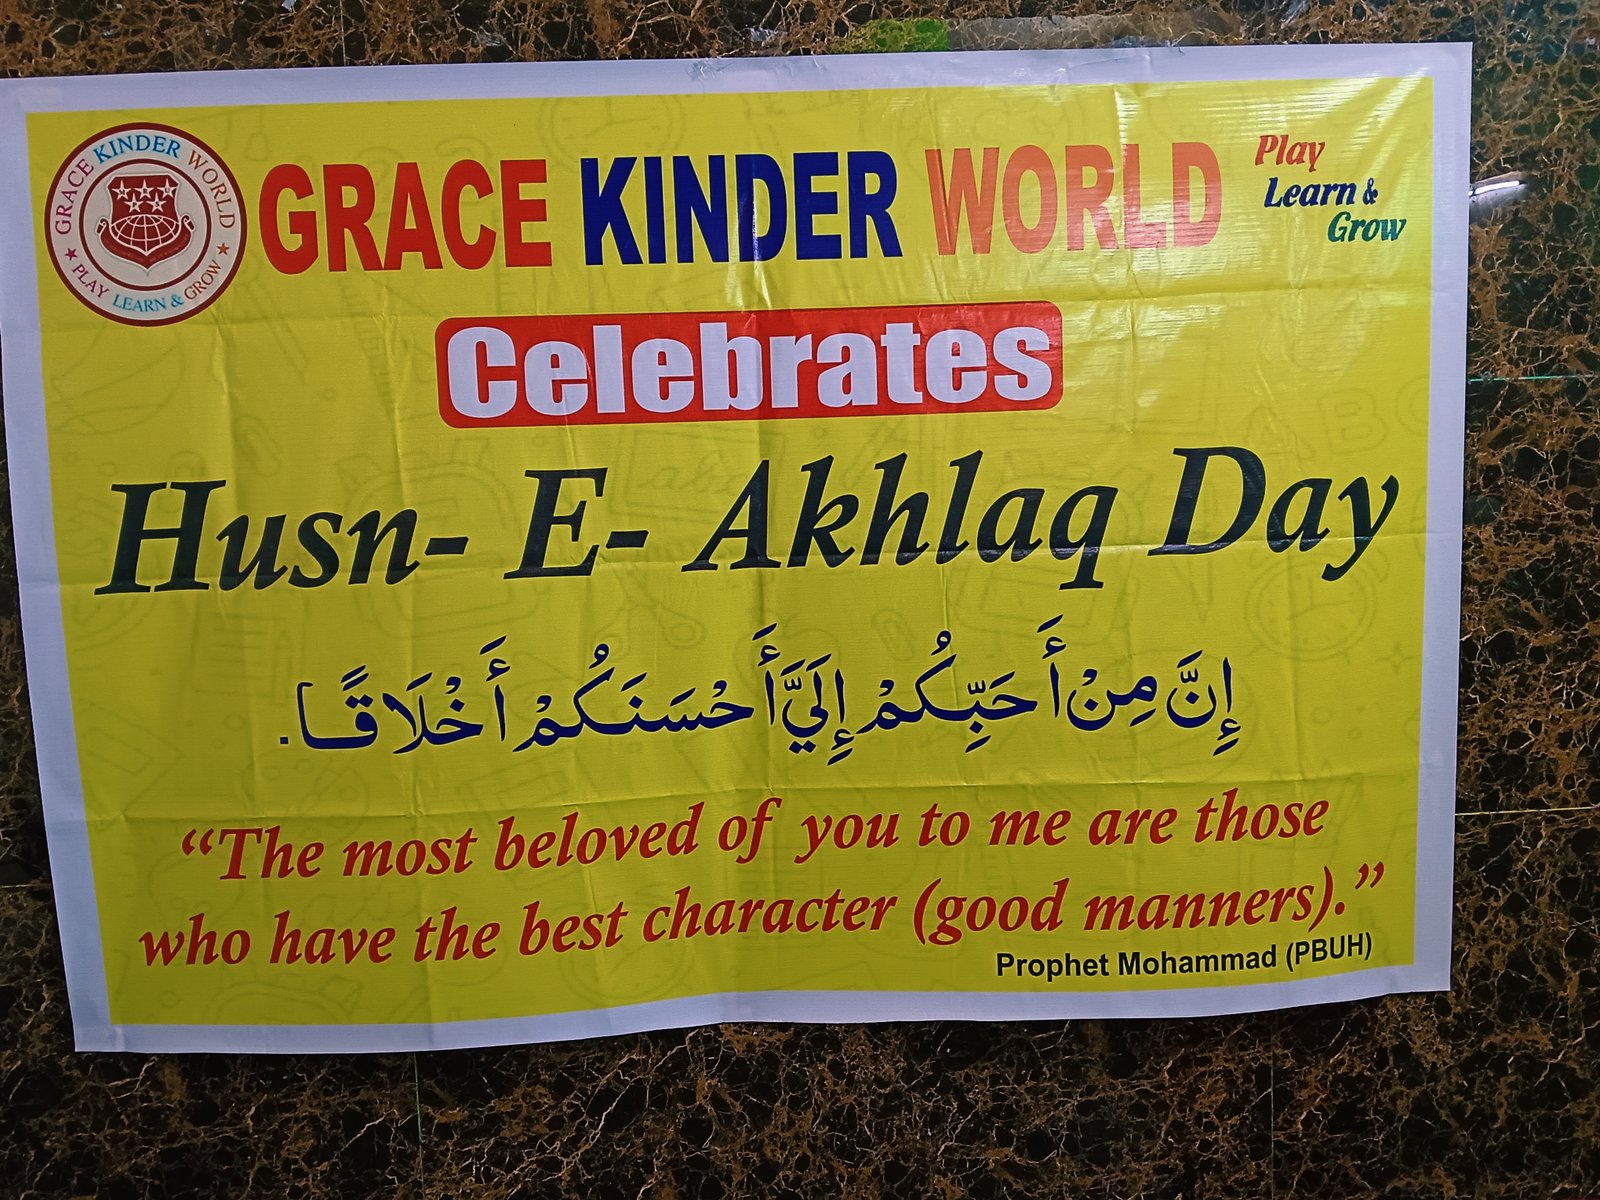 GRACE KINDER WORLD
PLAY LEARN & GROW
GRACE KINDER WORLD
Play
Learn &
Grow
Celebrates
Husn- E- Akhlaq Day
إِنَّ مِنْ أَحَبِّكُمْ إِلَيَّ أَحْسَنَكُمْ أَخْلَاقًا.
“The most beloved of you to me are those
who have the best character (good manners).”
Prophet Mohammad (PBUH)